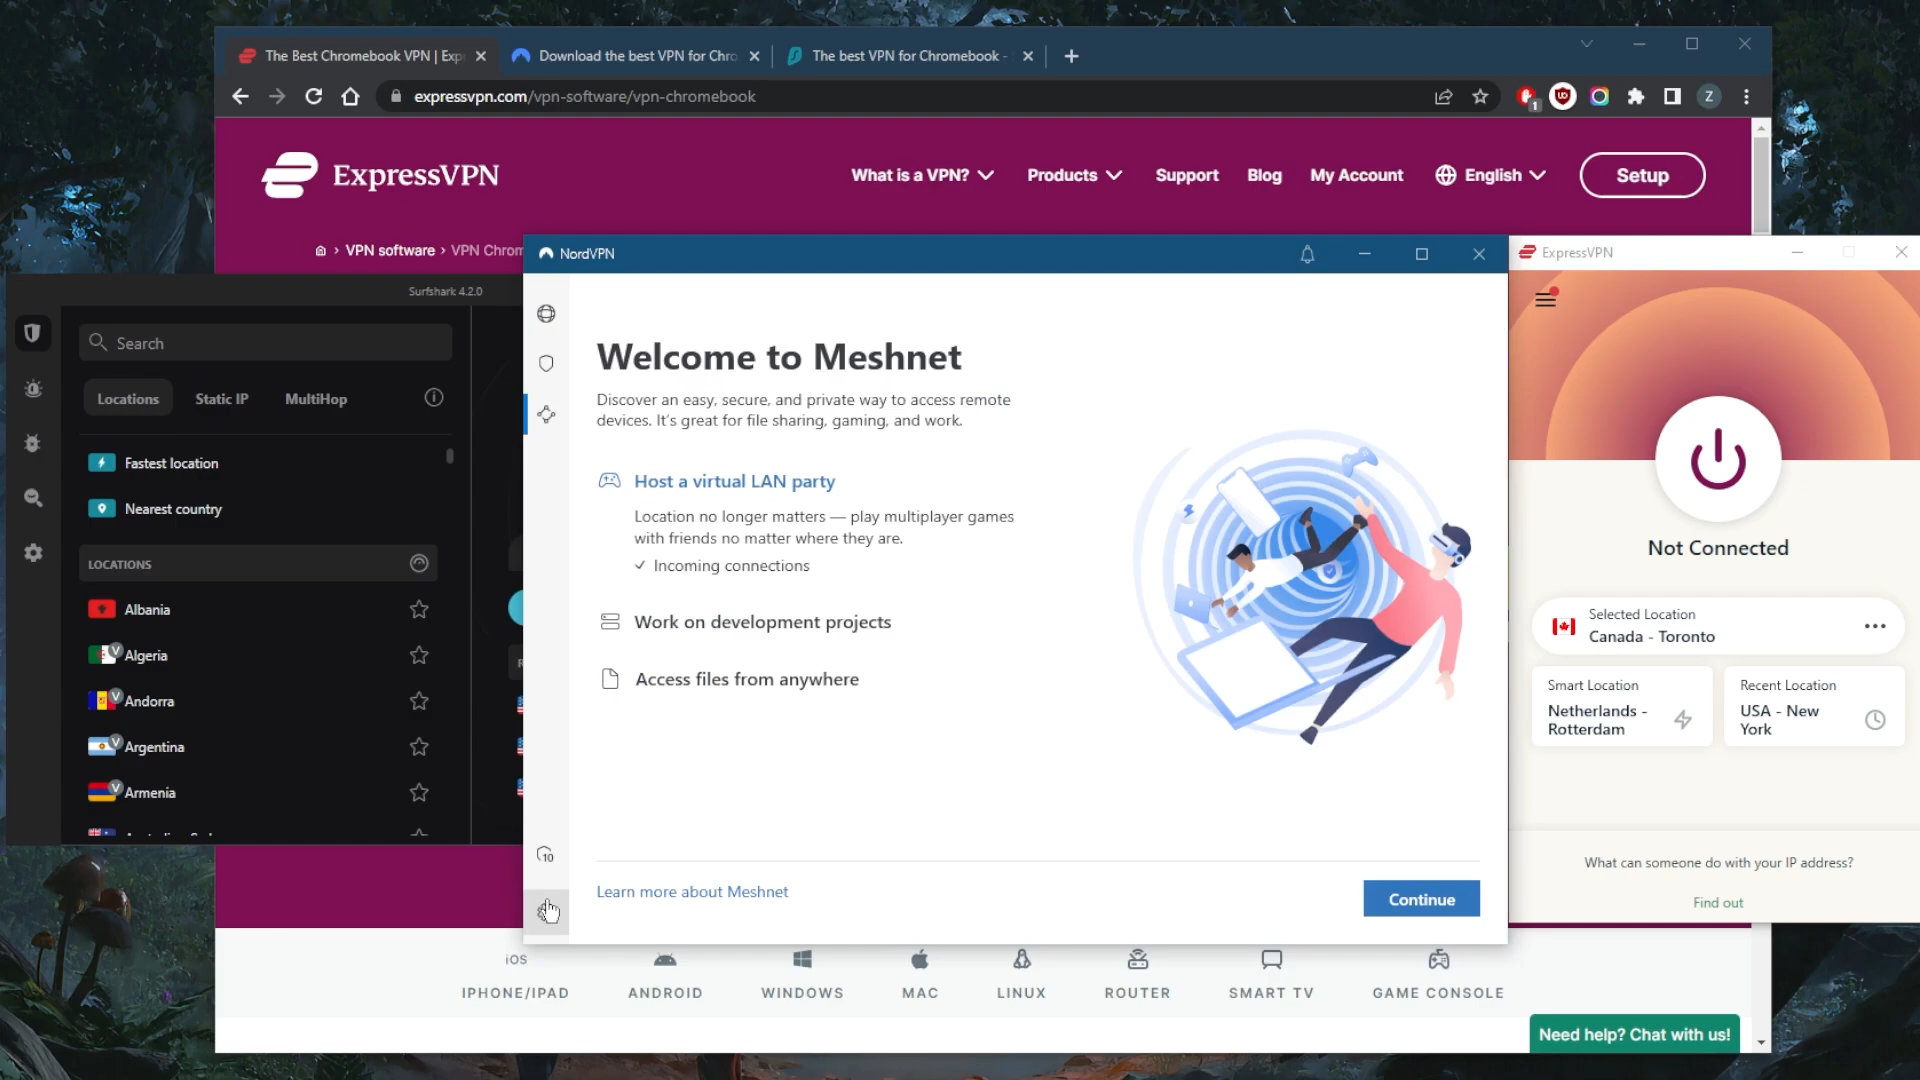 The Best Chromebook VPN | Exp
Download the best VPN for Chro
The best VPN for Chromebook -
expressvpn.com/vpn-software/vpn-chromebook
1
Z
ExpressVPN
What is a VPN?
Products
Support
Blog
My Account
English
Setup
VPN software
VPN Chrom
Surfshark 4.2.0
Search
Locations
Static IP
MultiHop
Fastest location
Nearest country
LOCATIONS
Albania
V
Algeria
V
Andorra
V
Argentina
V
Armenia
NordVPN
Welcome to Meshnet
Discover an easy, secure, and private way to access remote
devices. It's great for file sharing, gaming, and work.
Host a virtual LAN party
Location no longer matters — play multiplayer games
with friends no matter where they are.
Incoming connections
Work on development projects
Access files from anywhere
10
Learn more about Meshnet
Continue
ExpressVPN
Not Connected
Selected Location
Canada - Toronto
Smart Location
Netherlands -
Rotterdam
Recent Location
USA - New
York
What can someone do with your IP address?
Find out
iOS
IPHONE/IPAD
ANDROID
WINDOWS
MAC
LINUX
ROUTER
SMART TV
GAME CONSOLE
Need help? Chat with us!